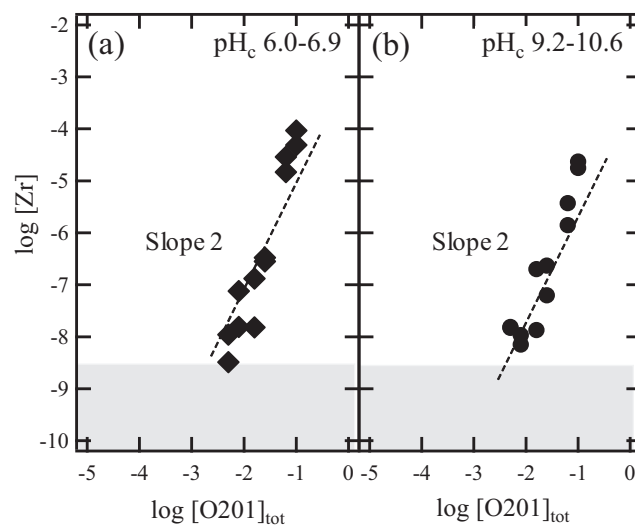 (a)
pHc 6.0-6.9
(b)
pHc 9.2-10.6
-2
-3
-4
-5
-6
-7
-8
-9
-10
log [Zr]
Slope 2
Slope 2
-5 -4 -3 -2 -1 0 -5 -4 -3 -2 -1 0
log [O201]tot
log [O201]tot